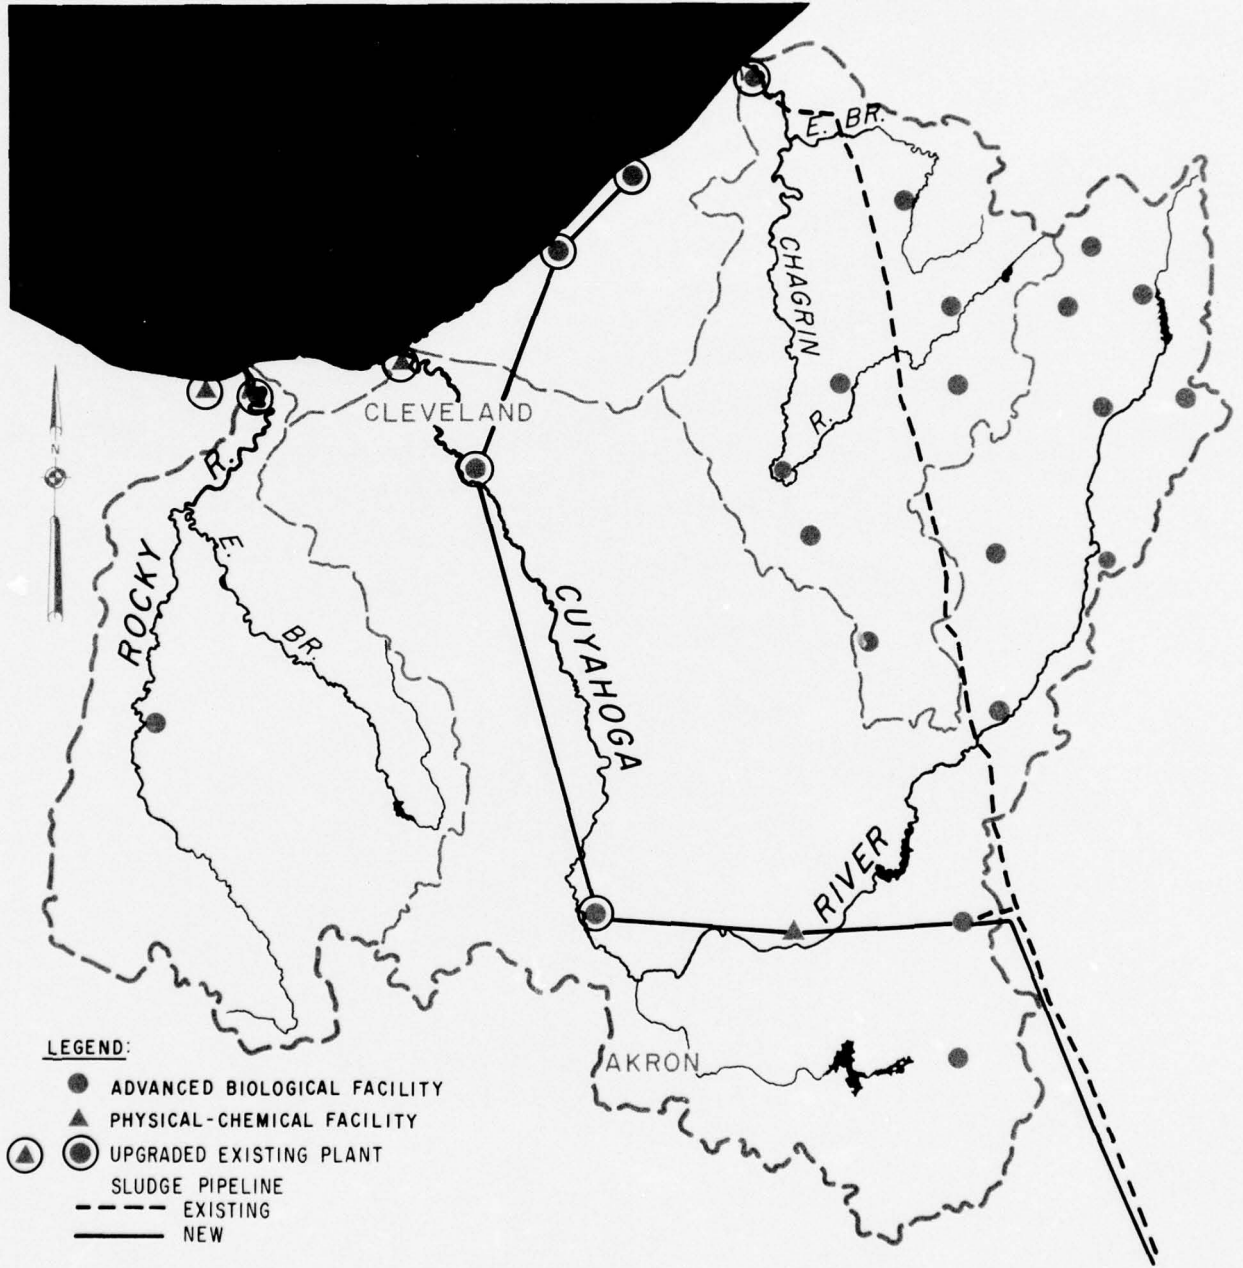 E. BR.
CHAGRIN
R.
CLEVELAND
R.
N
E.
ROCKY
BR.
CUYAHOGA
RIVER
AKRON
LEGEND:
ADVANCED BIOLOGICAL FACILITY
PHYSICAL-CHEMICAL FACILITY
UPGRADED EXISTING PLANT
SLUDGE PIPELINE
EXISTING
NEW